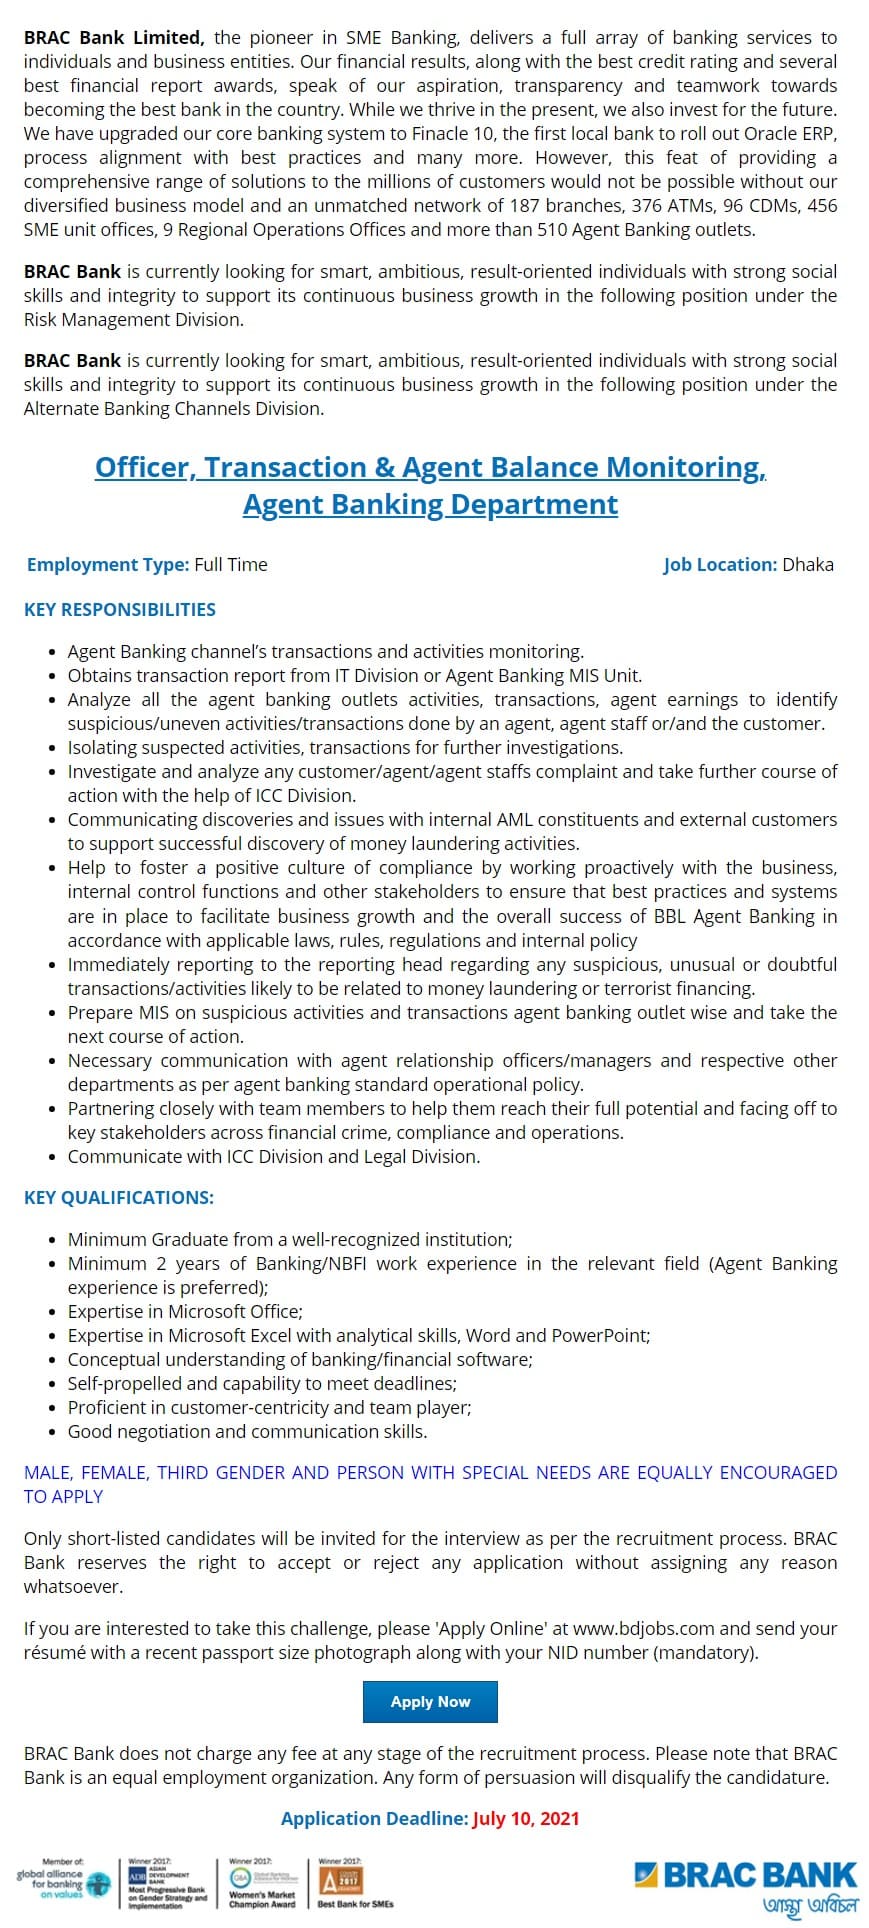 BRAC Bank Limited, the pioneer in SME Banking, delivers a full array of banking services to
individuals and business entities. Our financial results, along with the best credit rating and several
best financial report awards, speak of our aspiration, transparency and teamwork towards
becoming the best bank in the country. While we thrive in the present, we also invest for the future.
We have upgraded our core banking system to Finacle 10, the first local bank to roll out Oracle ERP,
process alignment with best practices and many more. However, this feat of providing a
comprehensive range of solutions to the millions of customers would not be possible without our
diversified business model and an unmatched network of 187 branches, 376 ATMs, 96 CDMs, 456
SME unit offices, 9 Regional Operations Offices and more than 510 Agent Banking outlets.
BRAC Bank is currently looking for smart, ambitious, result-oriented individuals with strong social
skills and integrity to support its continuous business growth in the following position under the
Risk Management Division.
BRAC Bank is currently looking for smart, ambitious, result-oriented individuals with strong social
skills and integrity to support its continuous business growth in the following position under the
Alternate Banking Channels Division.
Officer, Transaction & Agent Balance Monitoring,
Agent Banking Department
Employment Type: Full Time Job Location: Dhaka
KEY RESPONSIBILITIES
• Agent Banking channel's transactions and activities monitoring.
• Obtains transaction report from IT Division or Agent Banking MIS Unit.
• Analyze all the agent banking outlets activities, transactions, agent earnings to identify
suspicious/uneven activities/transactions done by an agent, agent staff or/and the customer.
• Isolating suspected activities, transactions for further investigations.
• Investigate and analyze any customer/agent/agent staffs complaint and take further course of
action with the help of ICC Division.
• Communicating discoveries and issues with internal AML constituents and external customers
to support successful discovery of money laundering activities.
• Help to foster a positive culture of compliance by working proactively with the business,
internal control functions and other stakeholders to ensure that best practices and systems
are in place to facilitate business growth and the overall success of BBL Agent Banking in
accordance with applicable laws, rules, regulations and internal policy
• Immediately reporting to the reporting head regarding any suspicious, unusual or doubtful
transactions/activities likely to be related to money laundering or terrorist financing.
• Prepare MIS on suspicious activities and transactions agent banking outlet wise and take the
next course of action.
• Necessary communication with agent relationship officers/managers and respective other
departments as per agent banking standard operational policy.
• Partnering closely with team members to help them reach their full potential and facing off to
key stakeholders across financial crime, compliance and operations.
• Communicate with ICC Division and Legal Division.
KEY QUALIFICATIONS:
• Minimum Graduate from a well-recognized institution;
• Minimum 2 years of Banking/NBFI work experience in the relevant field (Agent Banking
experience is preferred);
• Expertise in Microsoft Office;
• Expertise in Microsoft Excel with analytical skills, Word and PowerPoint;
• Conceptual understanding of banking/financial software;
• Self-propelled and capability to meet deadlines;
• Proficient in customer-centricity and team player;
• Good negotiation and communication skills.
MALE, FEMALE, THIRD GENDER AND PERSON WITH SPECIAL NEEDS ARE EQUALLY ENCOURAGED
TO APPLY
Only short-listed candidates will be invited for the interview as per the recruitment process. BRAC
Bank reserves the right to accept or reject any application without assigning any reason
whatsoever.
If you are interested to take this challenge, please 'Apply Online' at www.bdjobs.com and send your
résumé with a recent passport size photograph along with your NID number (mandatory).
Apply Now
BRAC Bank does not charge any fee at any stage of the recruitment process. Please note that BRAC
Bank is an equal employment organization. Any form of persuasion will disqualify the candidature.
Application Deadline: July 10, 2021
Member of:
global alliance
for banking
on values
Winner 2017:
ADB ASIAN
DEVELOPMENT
BANK
Most Progressive Bank
on Gender Strategy and
Implementation
Winner 2017:
Women's Market
Champion Award
Winner 2017:
A 2017
Best Bank for SMEs
BRAC BANK
আস্থা অবিচল